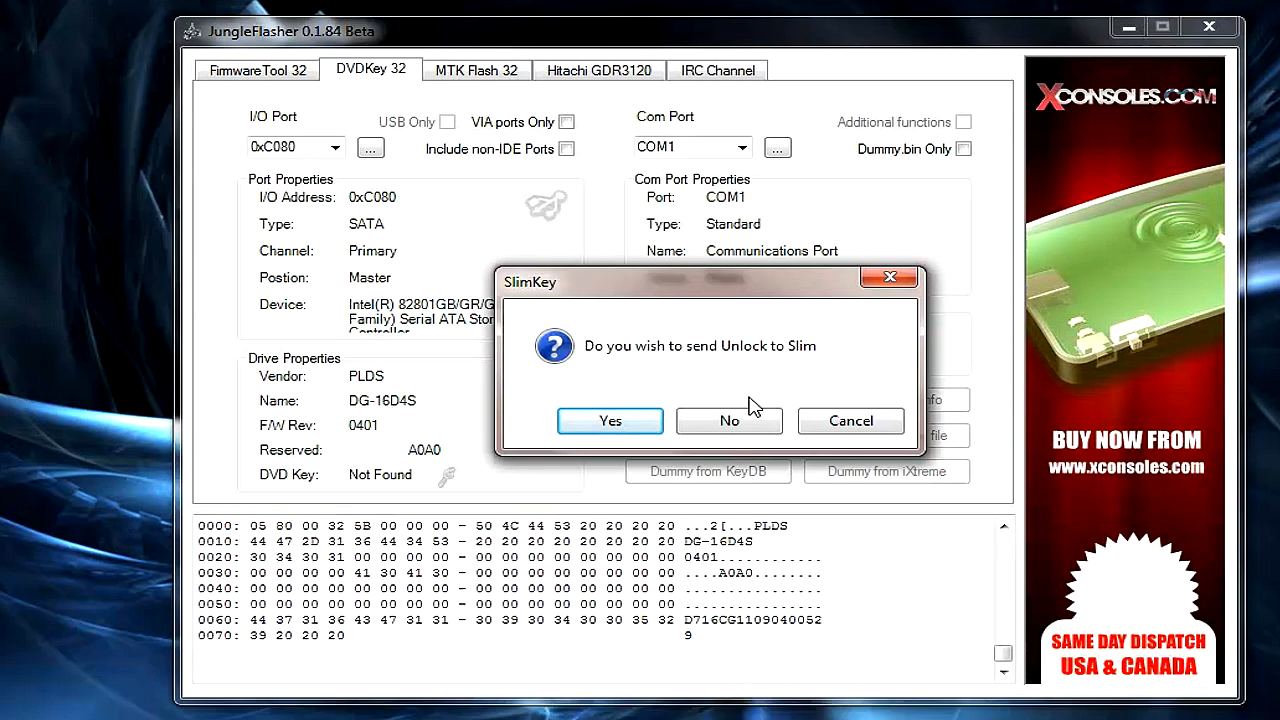 JungleFlasher 0.1.84 Beta
FirmwareTool 32
DVDKey 32
MTK Flash 32
Hitachi GDR3120
IRC Channel
I/O Port
USB Only
VIA ports Only
0xC080
...
Include non-IDE Ports
Com Port
Additional functions
COM1
...
Dummy.bin Only
Port Properties
I/O Address: 0xC080
Type: SATA
Channel: Primary
Postion: Master
Device: Intel(R) 82801GB/GR/G
Family) Serial ATA Stor
Controller
Com Port Properties
Port: COM1
Type: Standard
Name: Communications Port
SlimKey
Do you wish to send Unlock to Slim
Yes
No
Cancel
Drive Properties
Vendor: PLDS
Name: DG-16D4S
F/W Rev: 0401
Reserved: A0A0
DVD Key: Not Found
nfo
file
Dummy from KeyDB
Dummy from iXtreme
0000: 05 80 00 32 5B 00 00 00 - 50 4C 44 53 20 20 20 20 ...2[...PLDS
0010: 44 47 2D 31 36 44 34 53 - 20 20 20 20 20 20 20 20 DG-16D4S
0020: 30 34 30 31 00 00 00 00 - 00 00 00 00 00 00 00 00 0401............
0030: 00 00 00 00 41 30 41 30 - 00 00 00 00 00 00 00 00 ....A0A0........
0040: 00 00 00 00 00 00 00 00 - 00 00 00 00 00 00 00 00 ................
0050: 00 00 00 00 00 00 00 00 - 00 00 00 00 00 00 00 00 ................
0060: 44 37 31 36 43 47 31 31 - 30 39 30 34 30 30 35 32 D716CG1109040052
0070: 39 20 20 20 9
XCONSOLES.COM
BUY NOW FROM
www.xconsoles.com
SAME DAY DISPATCH
USA & CANADA